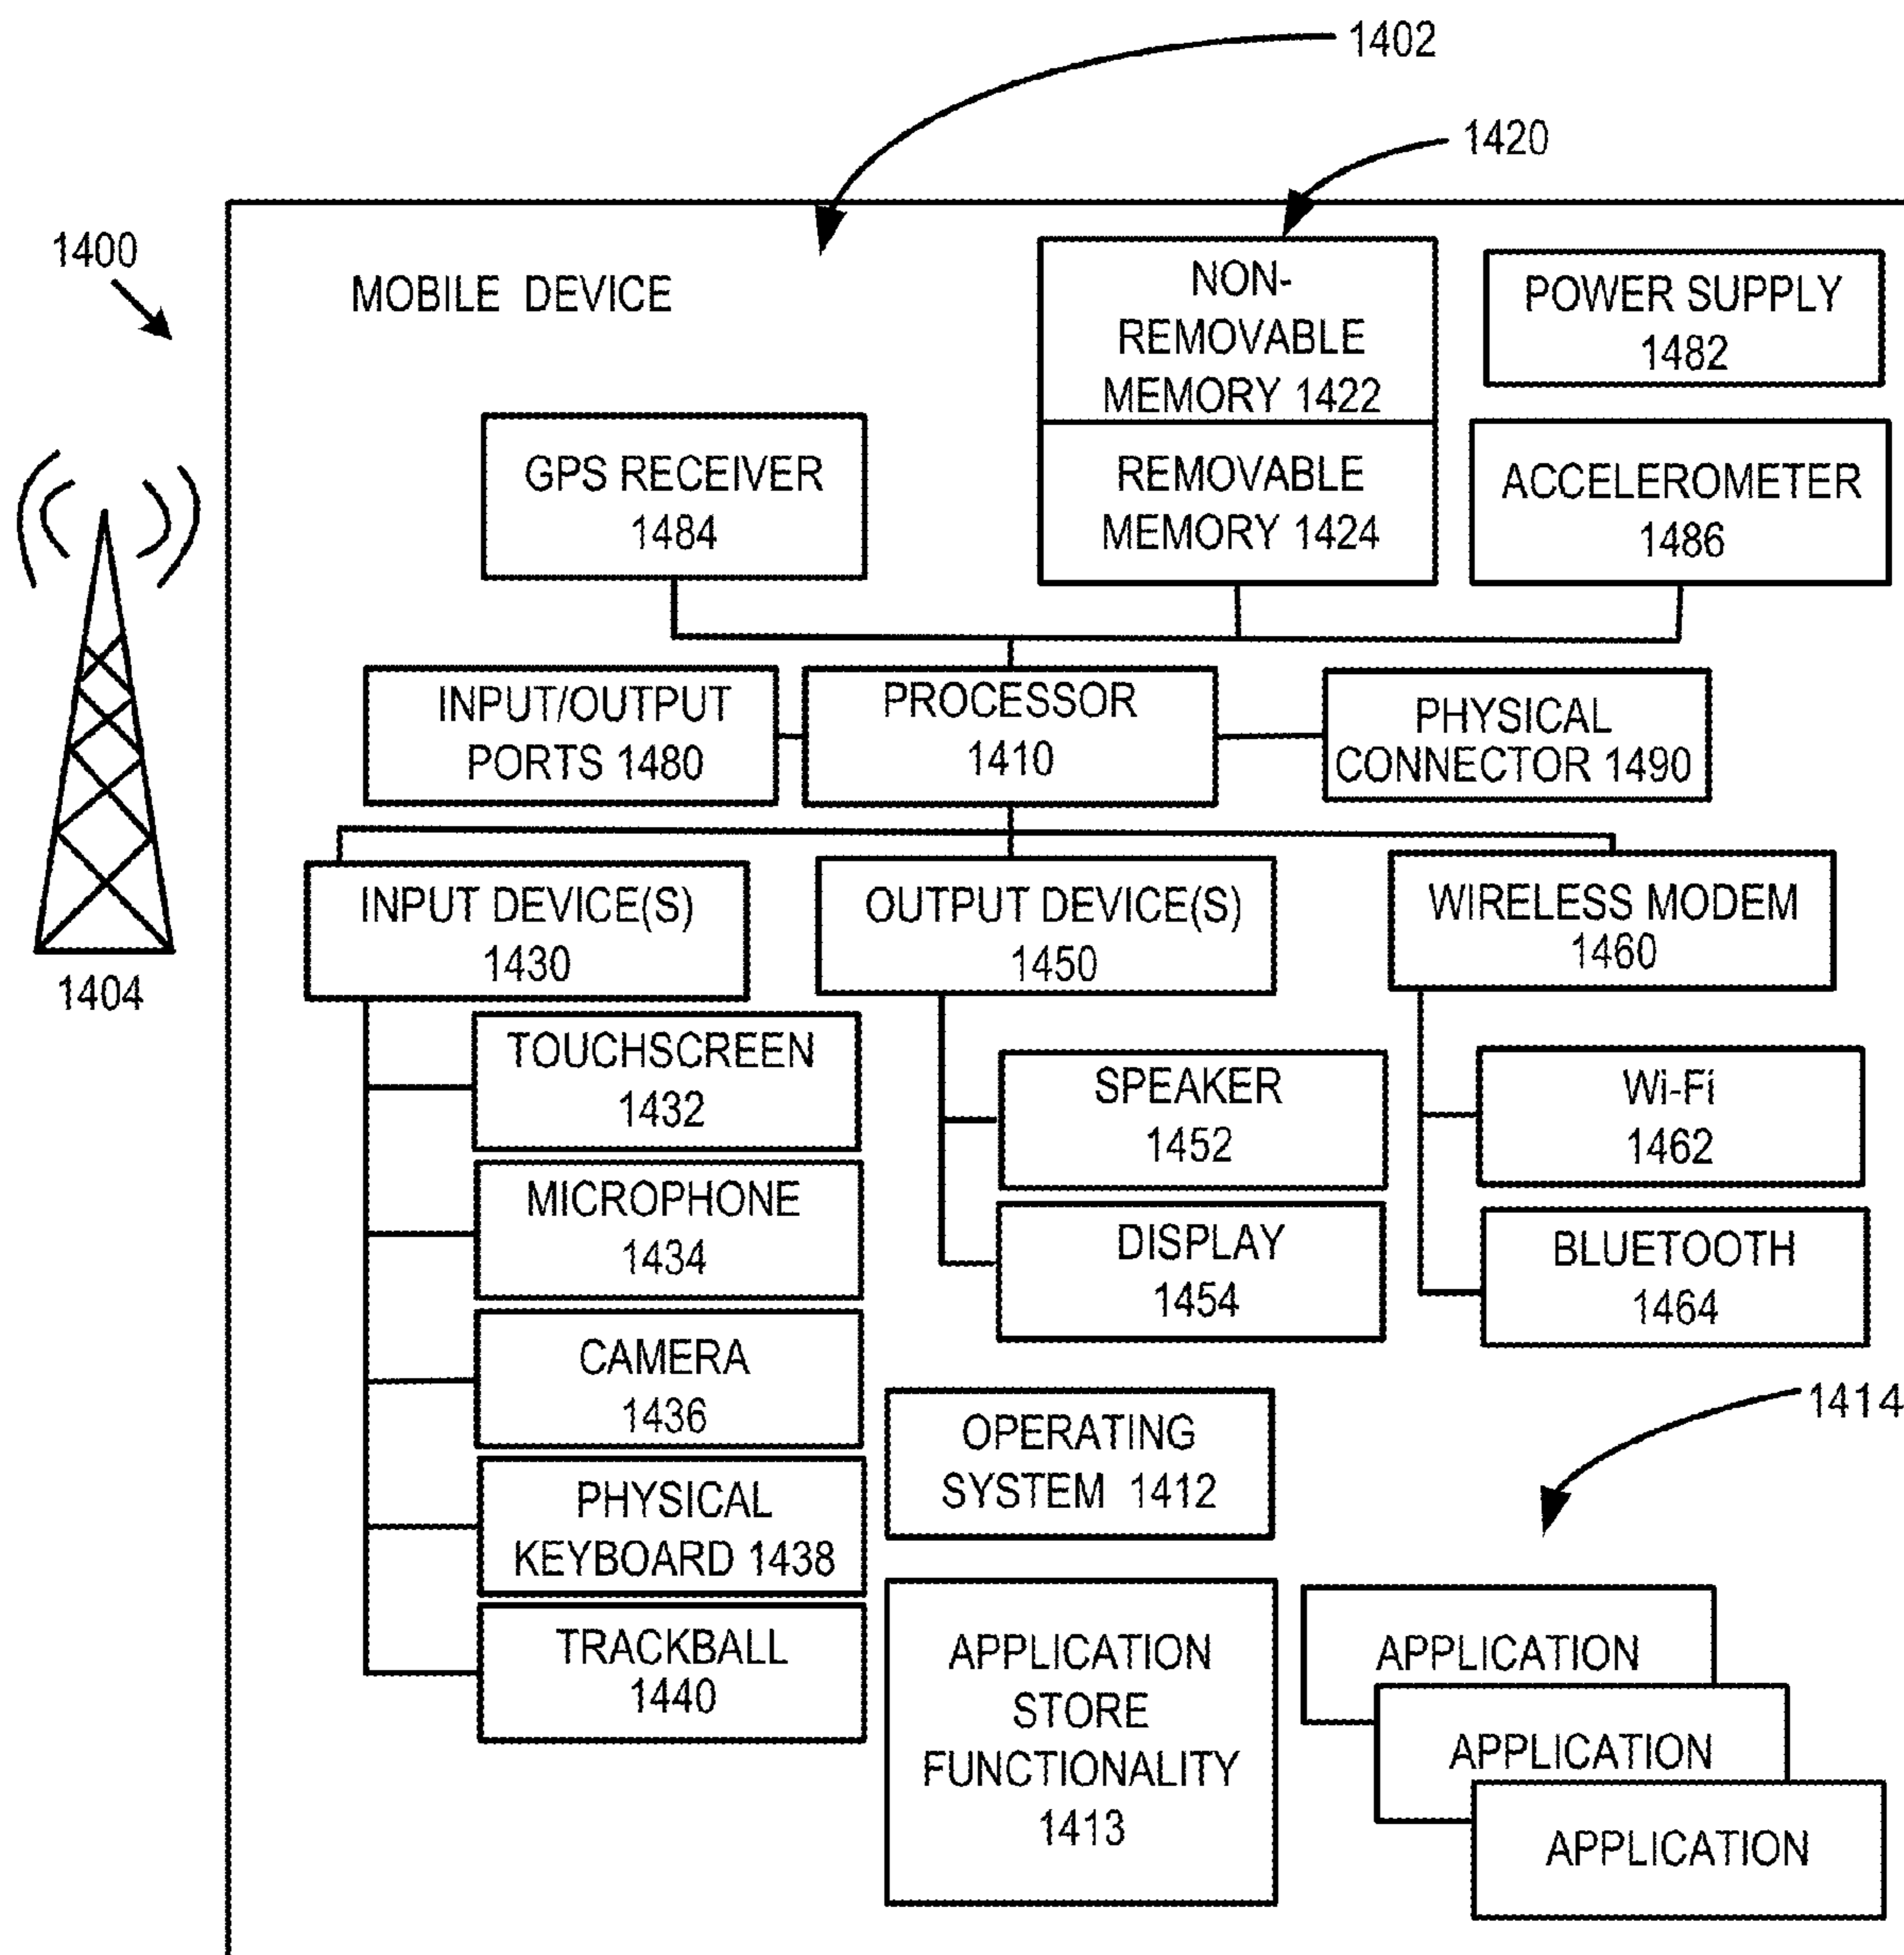 1402
1420
1400
MOBILE DEVICE
NON-
REMOVABLE
MEMORY 1422
POWER SUPPLY
1482
GPS RECEIVER
1484
REMOVABLE
MEMORY 1424
ACCELEROMETER
1486
INPUT/OUTPUT
PORTS 1480
PROCESSOR
1410
PHYSICAL
CONNECTOR 1490
1404
INPUT DEVICE(S)
1430
OUTPUT DEVICE(S)
1450
WIRELESS MODEM
1460
TOUCHSCREEN
1432
MICROPHONE
1434
CAMERA
1436
PHYSICAL
KEYBOARD 1438
TRACKBALL
1440
SPEAKER
1452
DISPLAY
1454
Wi-Fi
1462
BLUETOOTH
1464
OPERATING
SYSTEM 1412
1414
APPLICATION
STORE
FUNCTIONALITY
1413
APPLICATION
APPLICATION
APPLICATION